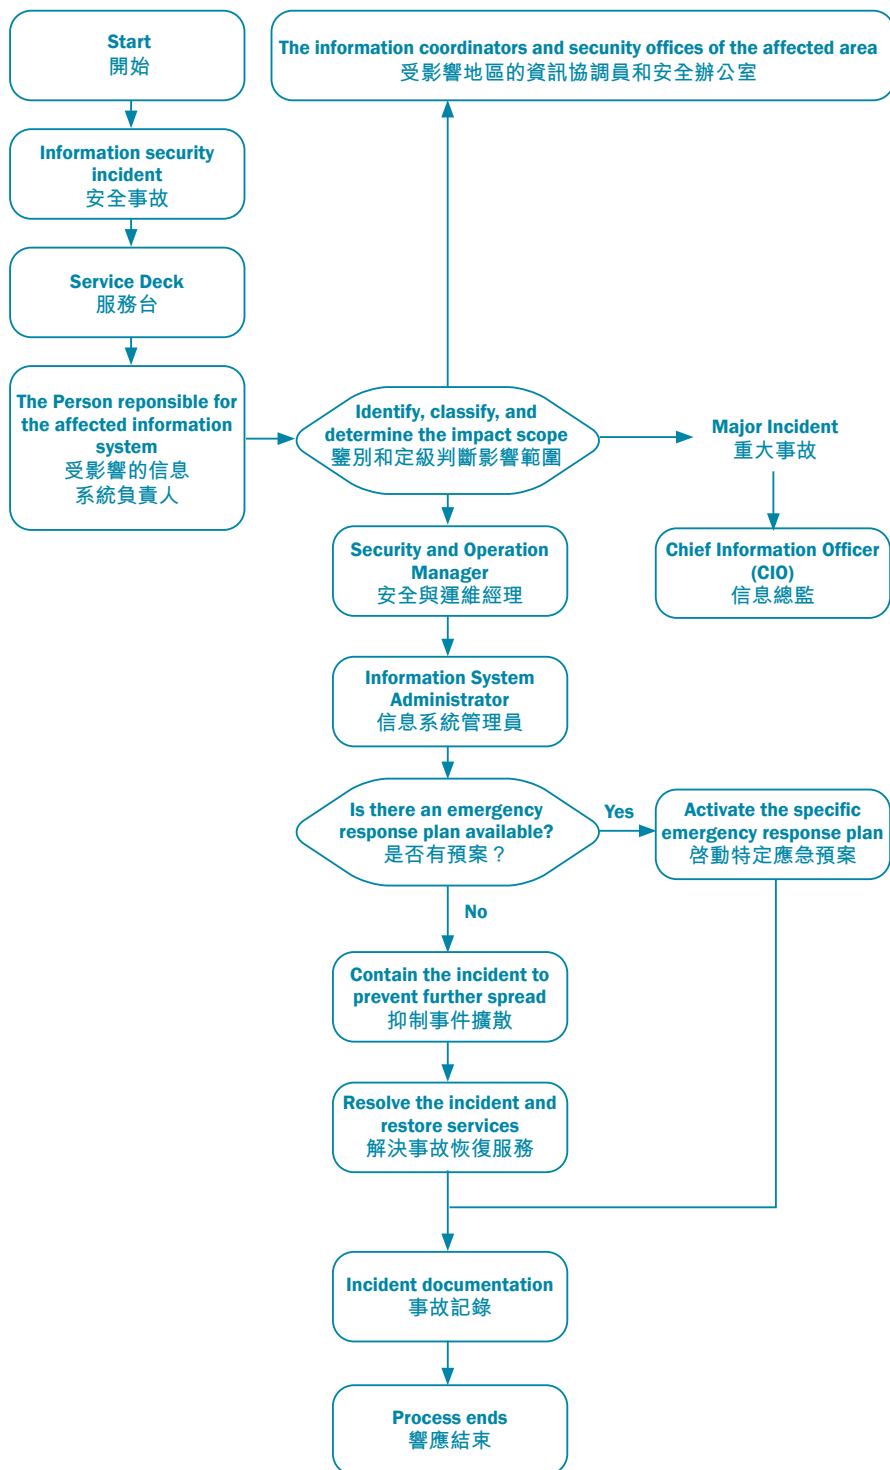 Start
開始
The information coordinators and security offices of the affected area
受影響地區的資訊協調員和安全辦公室
Information security
incident
安全事故
Service Deck
服務台
The Person reponsible for
the affected information
system
受影響的信息
系統負責人
Identify, classify, and
determine the impact scope
鑒別和定級判斷影響範圍
Major Incident
重大事故
Security and Operation
Manager
安全與運維經理
Chief Information Officer
(CIO)
信息總監
Information System
Administrator
信息系統管理員
Is there an emergency
response plan available?
是否有預案？
Yes
Activate the specific
emergency response plan
啓動特定應急預案
No
Contain the incident to
prevent further spread
抑制事件擴散
Resolve the incident and
restore services
解決事故恢復服務
Incident documentation
事故記錄
Process ends
響應結束